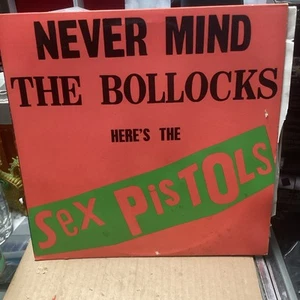 NEVER MIND
THE BOLLOCKS
HERE'S THE
Sex PiSTOLs